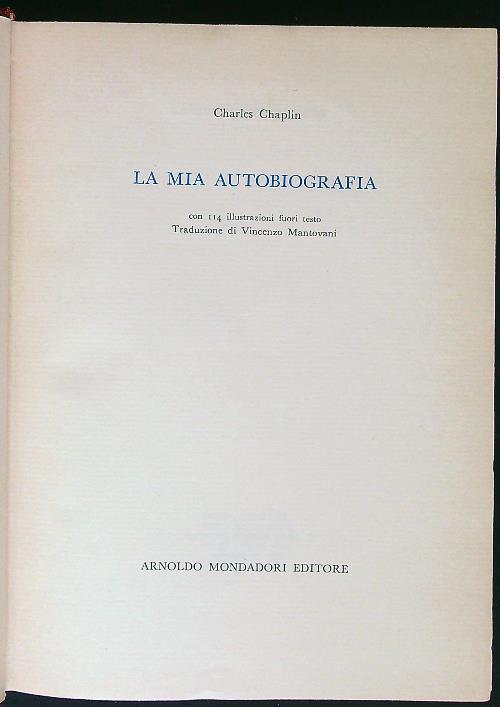 Charles Chaplin
LA MIA AUTOBIOGRAFIA
con 114 illustrazioni fuori testo
Traduzione di Vincenzo Mantovani
ARNOLDO MONDADORI EDITORE